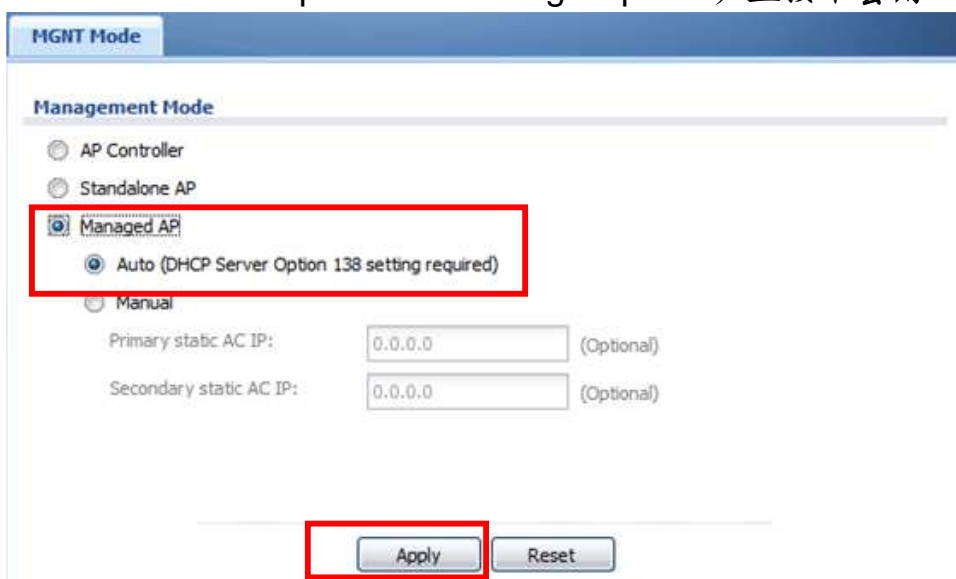 MGNT Mode
Management Mode
AP Controller
Standalone AP
Managed AP
Auto (DHCP Server Option 138 setting required)
Manual
Primary static AC IP: 0.0.0.0 (Optional)
Secondary static AC IP: 0.0.0.0 (Optional)
Apply Reset